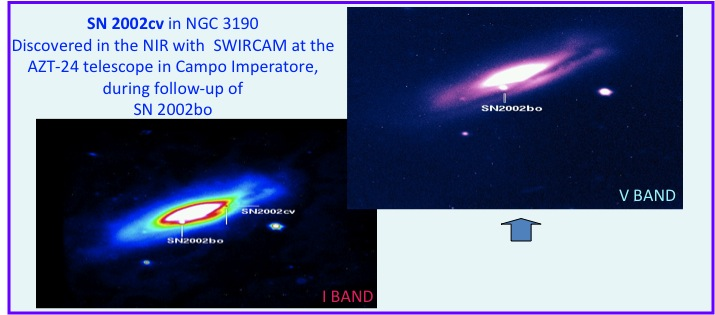 SN 2002cv in NGC 3190
Discovered in the NIR with SWIRCAM at the
AZT-24 telescope in Campo Imperatore,
during follow-up of
SN 2002bo
SN2002bo
V BAND
SN2002cv
SN2002bo
I BAND